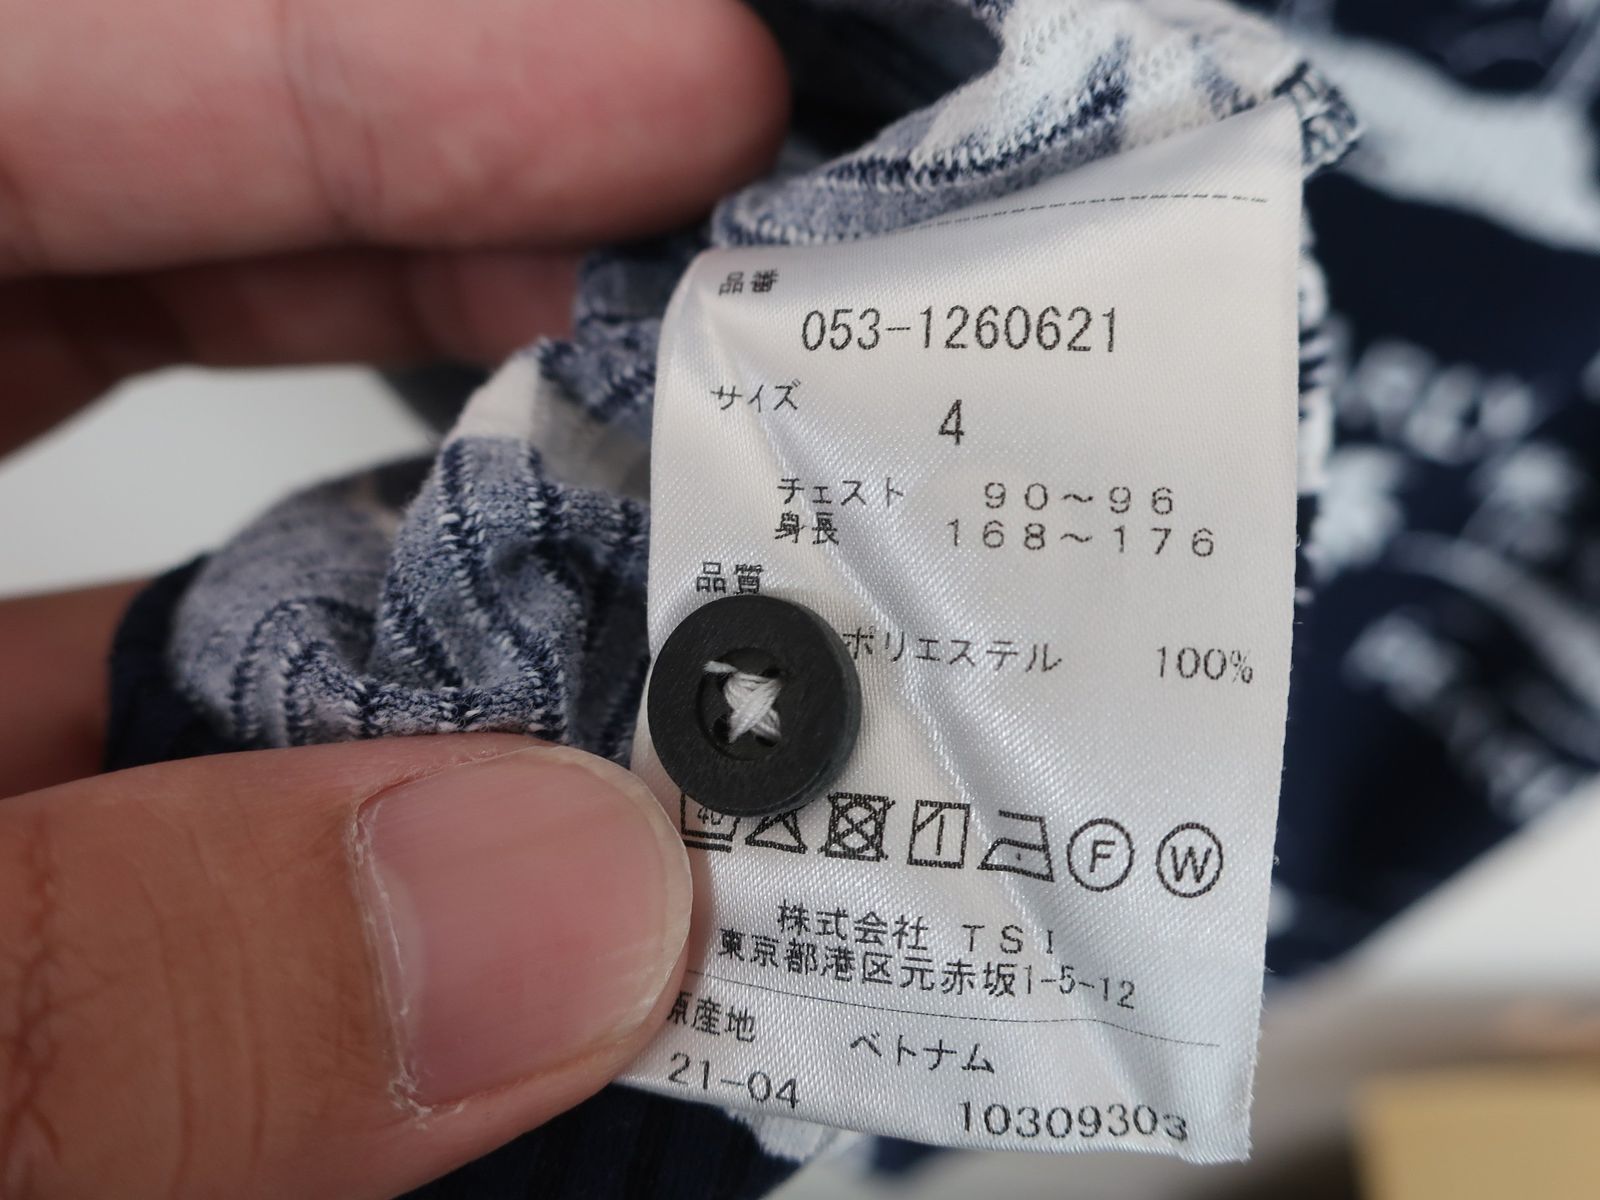 品番
053-1260621
サイズ
4
チェスト 90～96
身長 168～176
品質
ポリエステル 100%
40
F W
株式会社 TSI
東京都港区元赤坂1-5-12
原産地 ベトナム
21-04 10309303